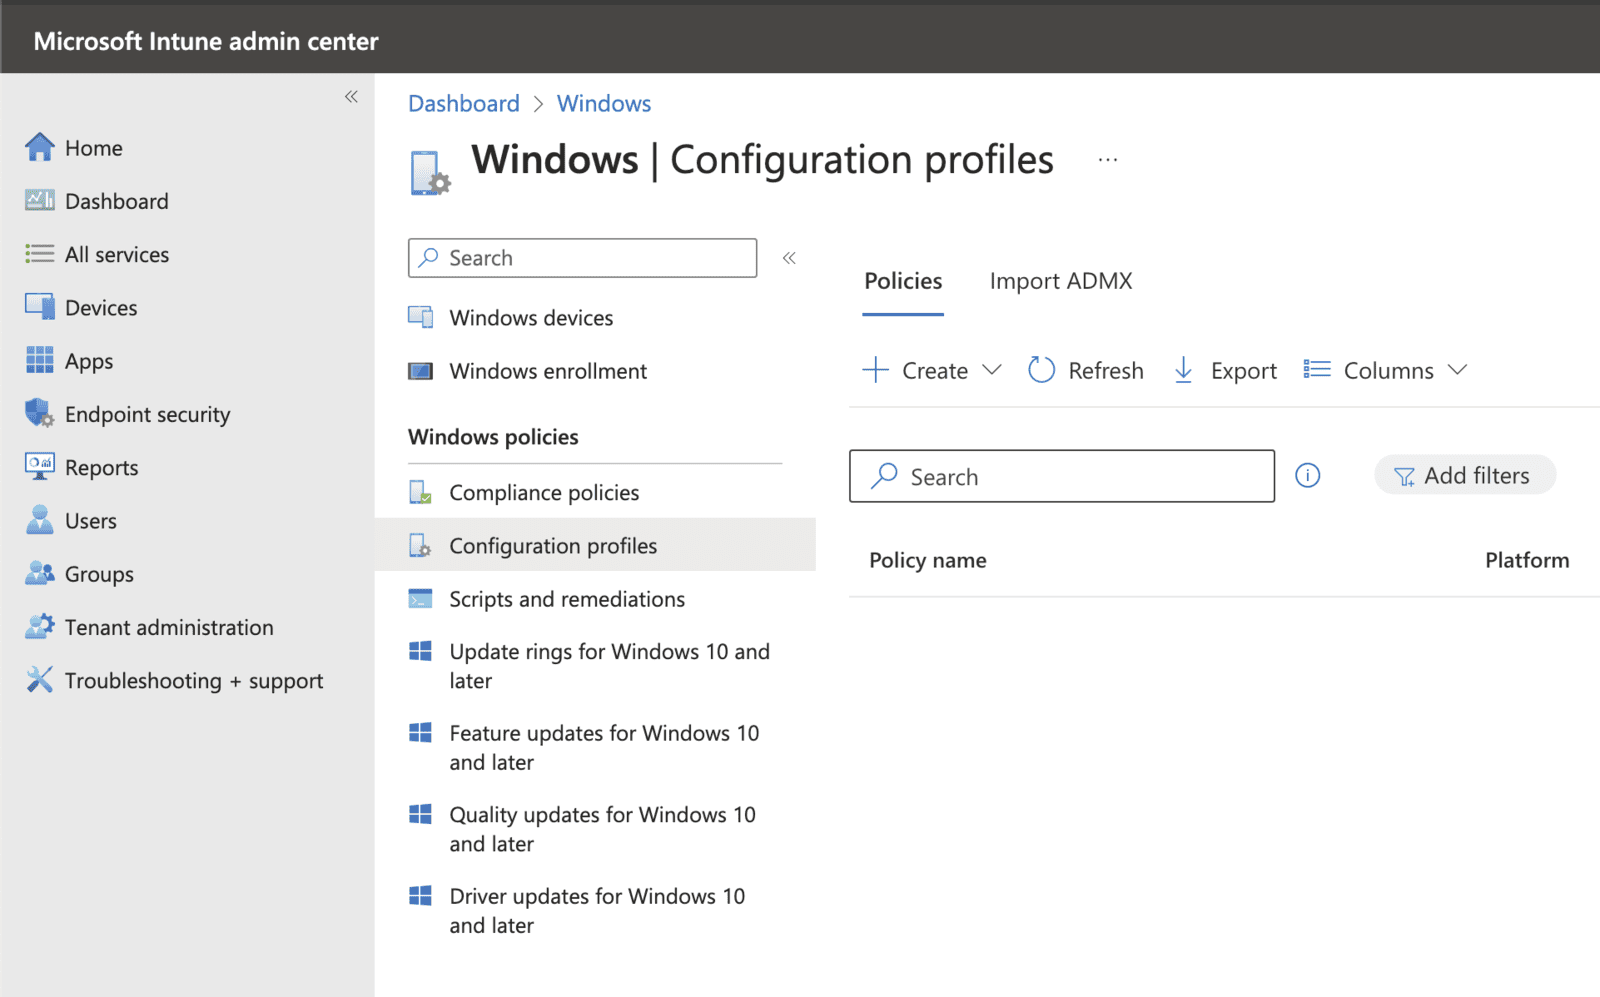 Microsoft Intune admin center
Home
Dashboard
All services
Devices
Apps
Endpoint security
Reports
Users
Groups
Tenant administration
Troubleshooting + support
Dashboard > Windows
Windows | Configuration profiles ...
Search
Windows devices
Windows enrollment
Windows policies
Compliance policies
Configuration profiles
Scripts and remediations
Update rings for Windows 10 and
later
Feature updates for Windows 10
and later
Quality updates for Windows 10
and later
Driver updates for Windows 10
and later
Policies Import ADMX
Create Refresh Export Columns
Search Add filters
Policy name Platform